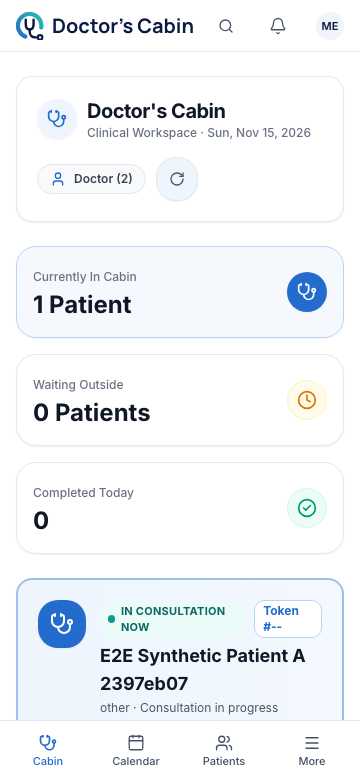 Doctor's Cabin
ME
Doctor's Cabin
Clinical Workspace · Sun, Nov 15, 2026
Doctor (2)
Currently In Cabin
1 Patient
Waiting Outside
0 Patients
Completed Today
0
IN CONSULTATION
NOW
Token
#--
E2E Synthetic Patient A
2397eb07
other · Consultation in progress
Cabin
Calendar
Patients
More